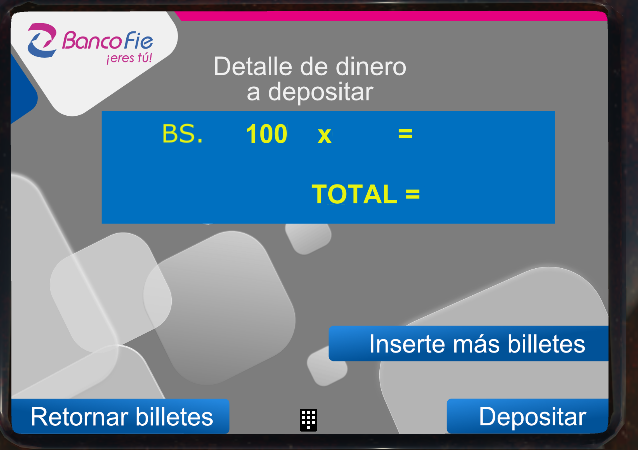 Banco Fie
¡eres tú!
Detalle de dinero
a depositar
BS. 100 x =
TOTAL =
Inserte más billetes
Retornar billetes
Depositar